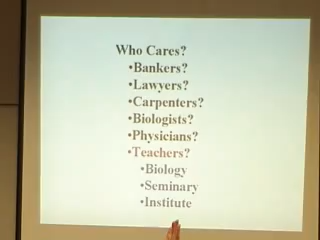 Who Cares?
•Bankers?
•Lawyers?
•Carpenters?
•Biologists?
•Physicians?
•Teachers?
•Biology
•Seminary
•Institute